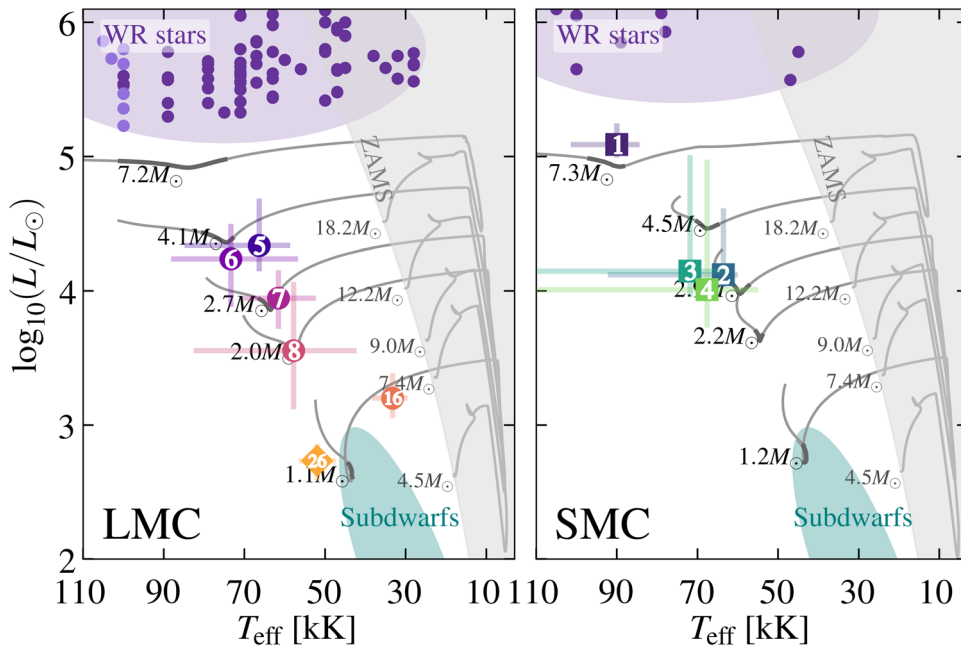 log₁₀(L/L☉)
6
5
4
3
2
WR stars
ZAMS
7.2M☉
4.1M☉
5
6
18.2M☉
2.7M☉
7
12.2M☉
2.0M☉
8
9.0M☉
7.4M☉
16
26
1.1M☉
4.5M☉
LMC
Subdwarfs
110 90 70 50 30 10
T_eff [kK]
WR stars
1
ZAMS
7.3M☉
4.5M☉
18.2M☉
3
2
4
12.2M☉
2.2M☉
9.0M☉
7.4M☉
1.2M☉
4.5M☉
SMC
Subdwarfs
110 90 70 50 30 10
T_eff [kK]